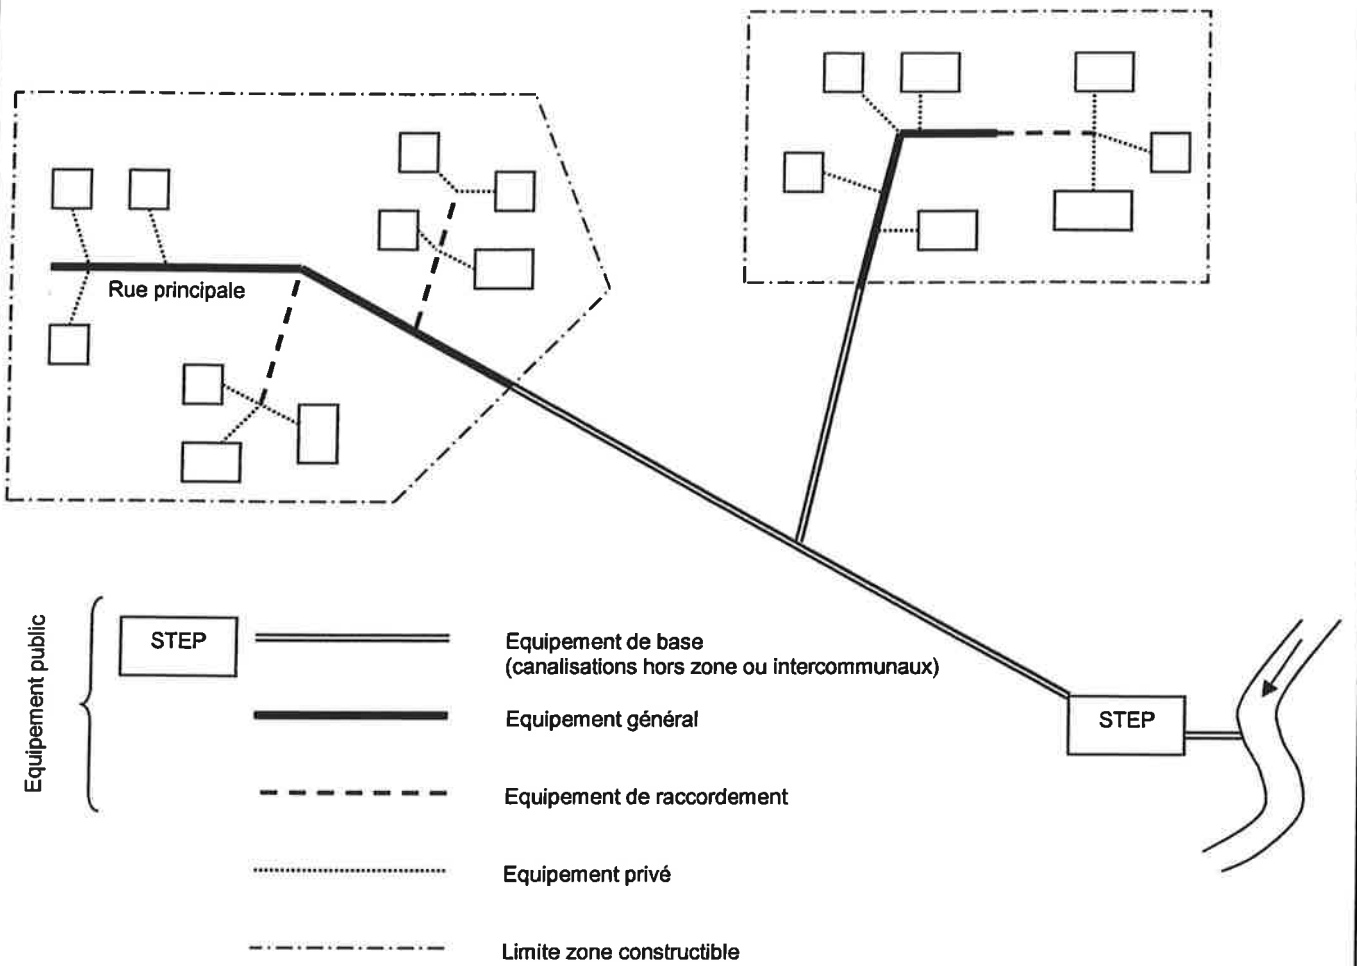 Rue principale
Equipement public
STEP
Equipement de base
(canalisations hors zone ou intercommunaux)
Equipement général
Equipement de raccordement
Equipement privé
Limite zone constructible
STEP